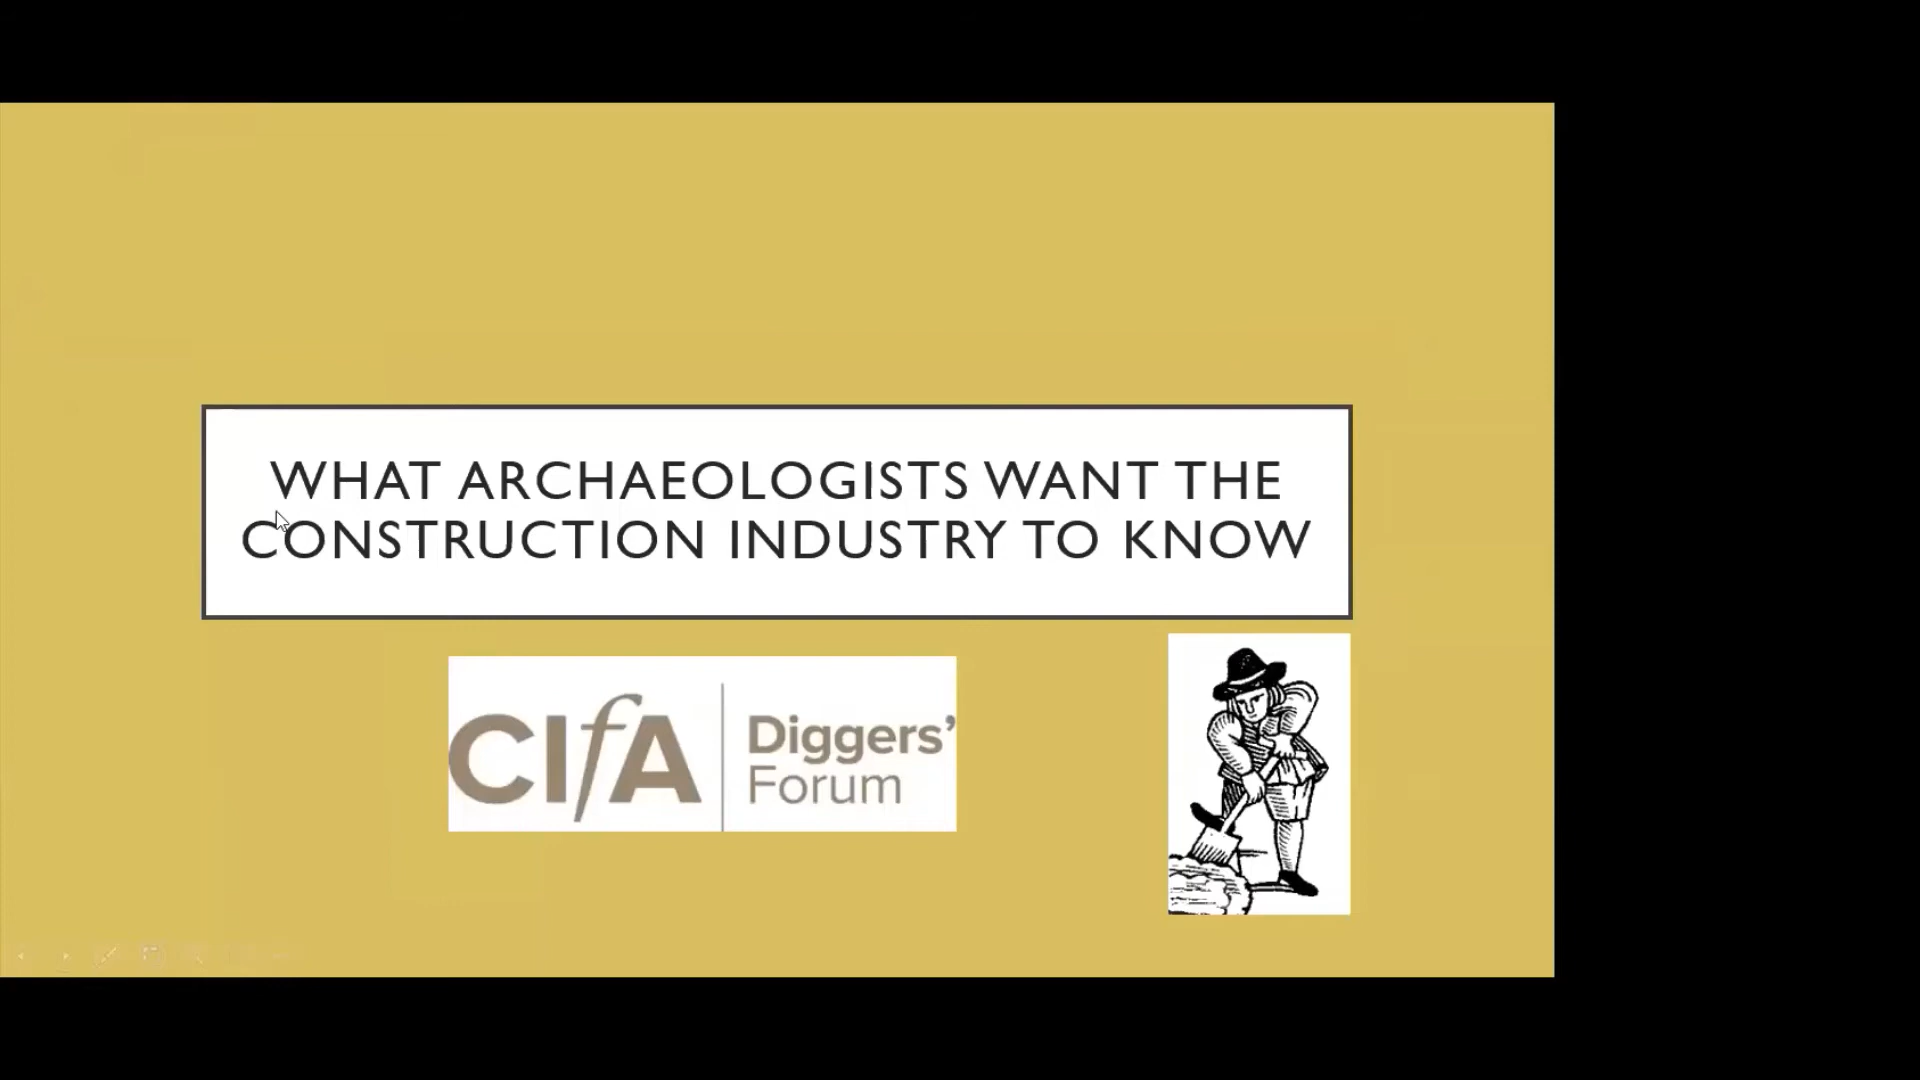 WHAT ARCHAEOLOGISTS WANT THE
CONSTRUCTION INDUSTRY TO KNOW
CIfA
Diggers’
Forum